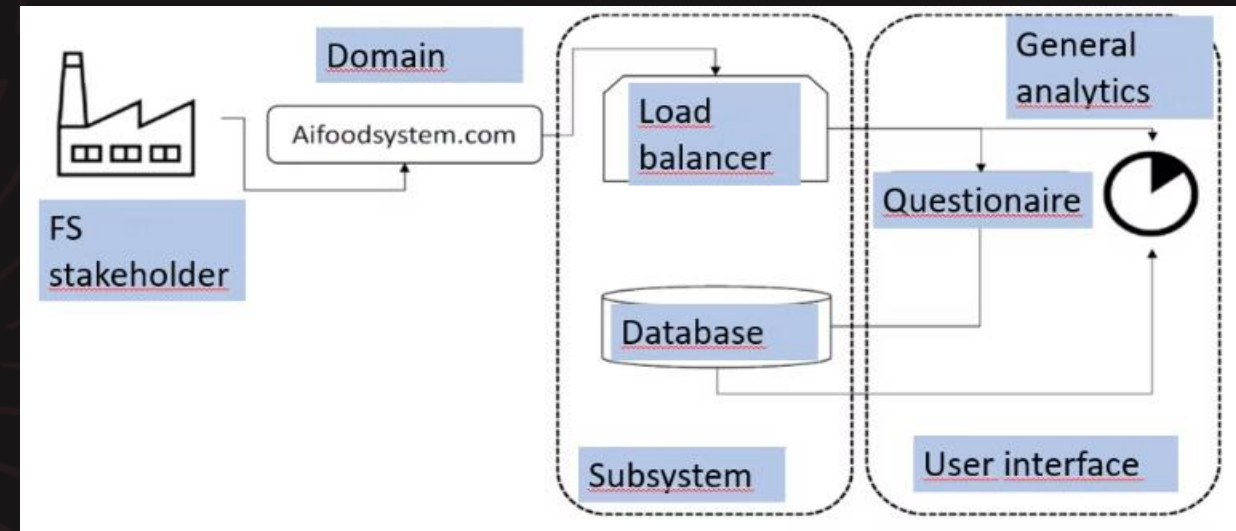 Domain
Aifoodsystem.com
FS
stakeholder
Load
balancer
Database
Subsystem
General
analytics
Questionaire
User interface